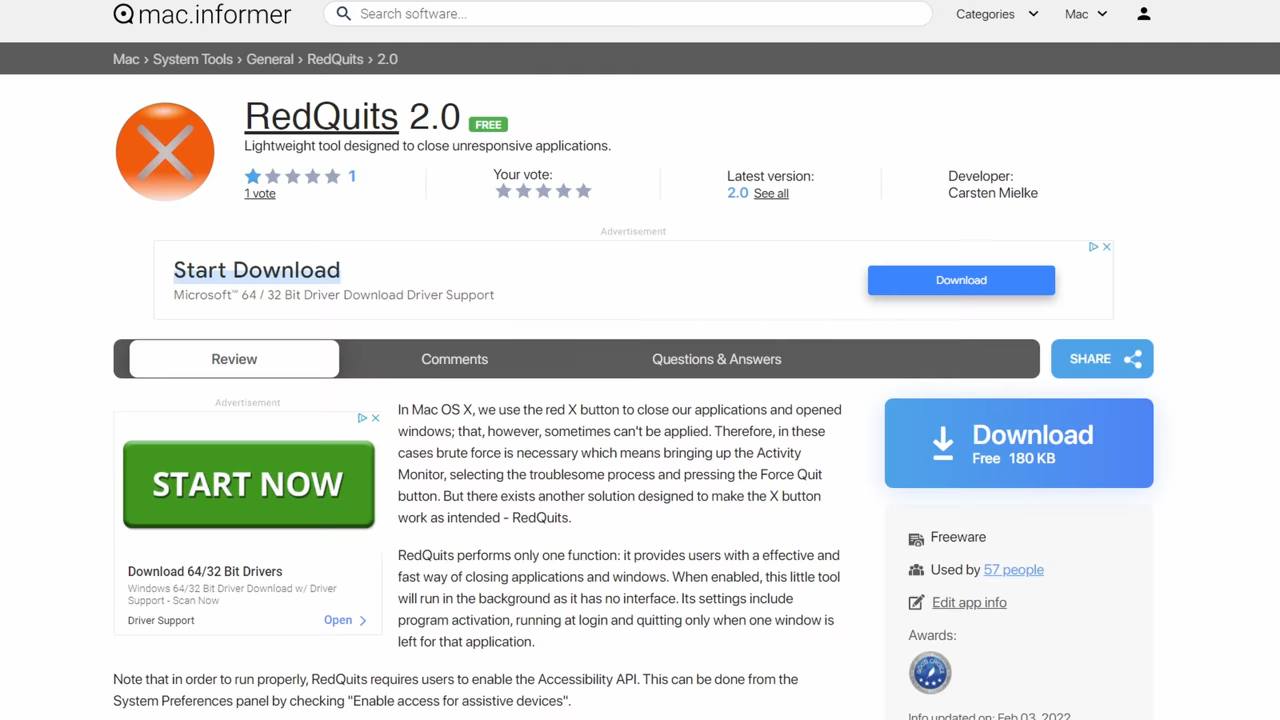 mac.informer
Search software...
Categories
Mac
Mac › System Tools › General › RedQuits › 2.0
RedQuits 2.0 FREE
Lightweight tool designed to close unresponsive applications.
1
1 vote
Your vote:
Latest version:
2.0 See all
Developer:
Carsten Mielke
Advertisement
Start Download
Microsoft™ 64 / 32 Bit Driver Download Driver Support
Download
Review
Comments
Questions & Answers
SHARE
Advertisement
START NOW
Download 64/32 Bit Drivers
Windows 64/32 Bit Driver Download w/ Driver
Support - Scan Now
Driver Support
Open
In Mac OS X, we use the red X button to close our applications and opened
windows; that, however, sometimes can't be applied. Therefore, in these
cases brute force is necessary which means bringing up the Activity
Monitor, selecting the troublesome process and pressing the Force Quit
button. But there exists another solution designed to make the X button
work as intended - RedQuits.
RedQuits performs only one function: it provides users with a effective and
fast way of closing applications and windows. When enabled, this little tool
will run in the background as it has no interface. Its settings include
program activation, running at login and quitting only when one window is
left for that application.
Note that in order to run properly, RedQuits requires users to enable the Accessibility API. This can be done from the
System Preferences panel by checking "Enable access for assistive devices".
Download
Free 180 KB
Freeware
Used by 57 people
Edit app info
Awards:
Info updated on: Feb 03, 2022